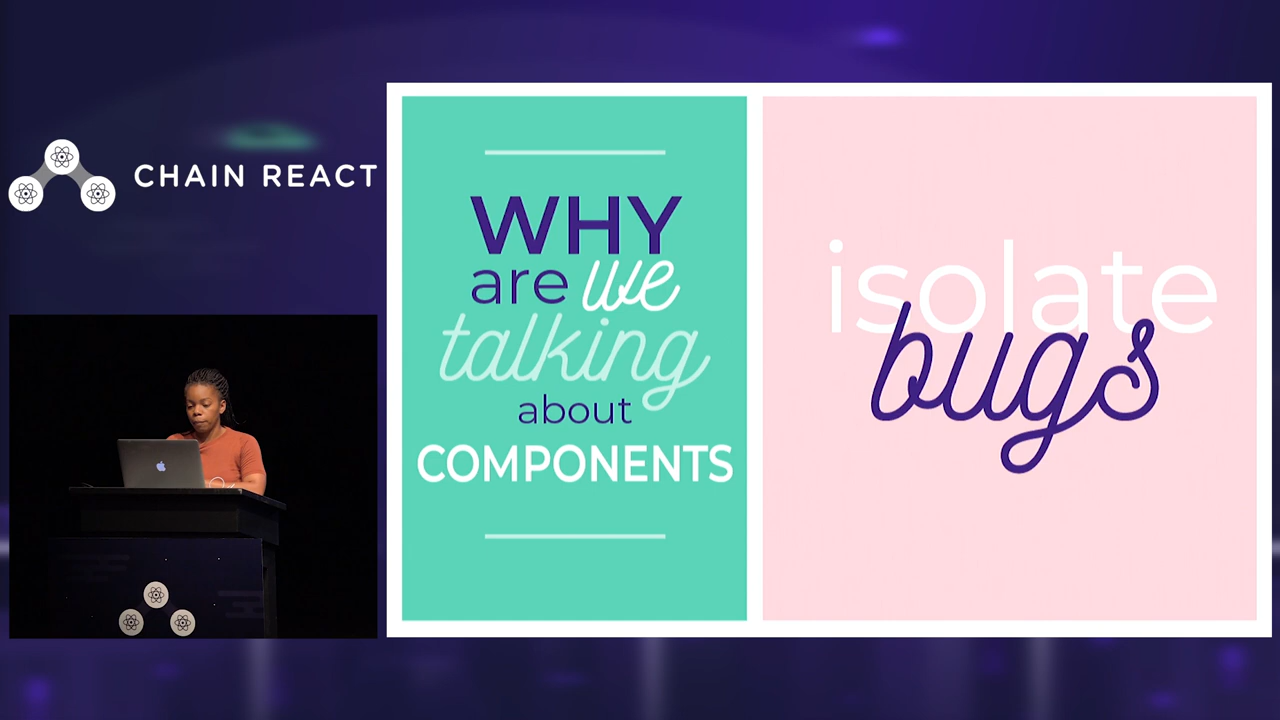 CHAIN REACT
WHY
are we
talking
about
COMPONENTS
isolate
bugs